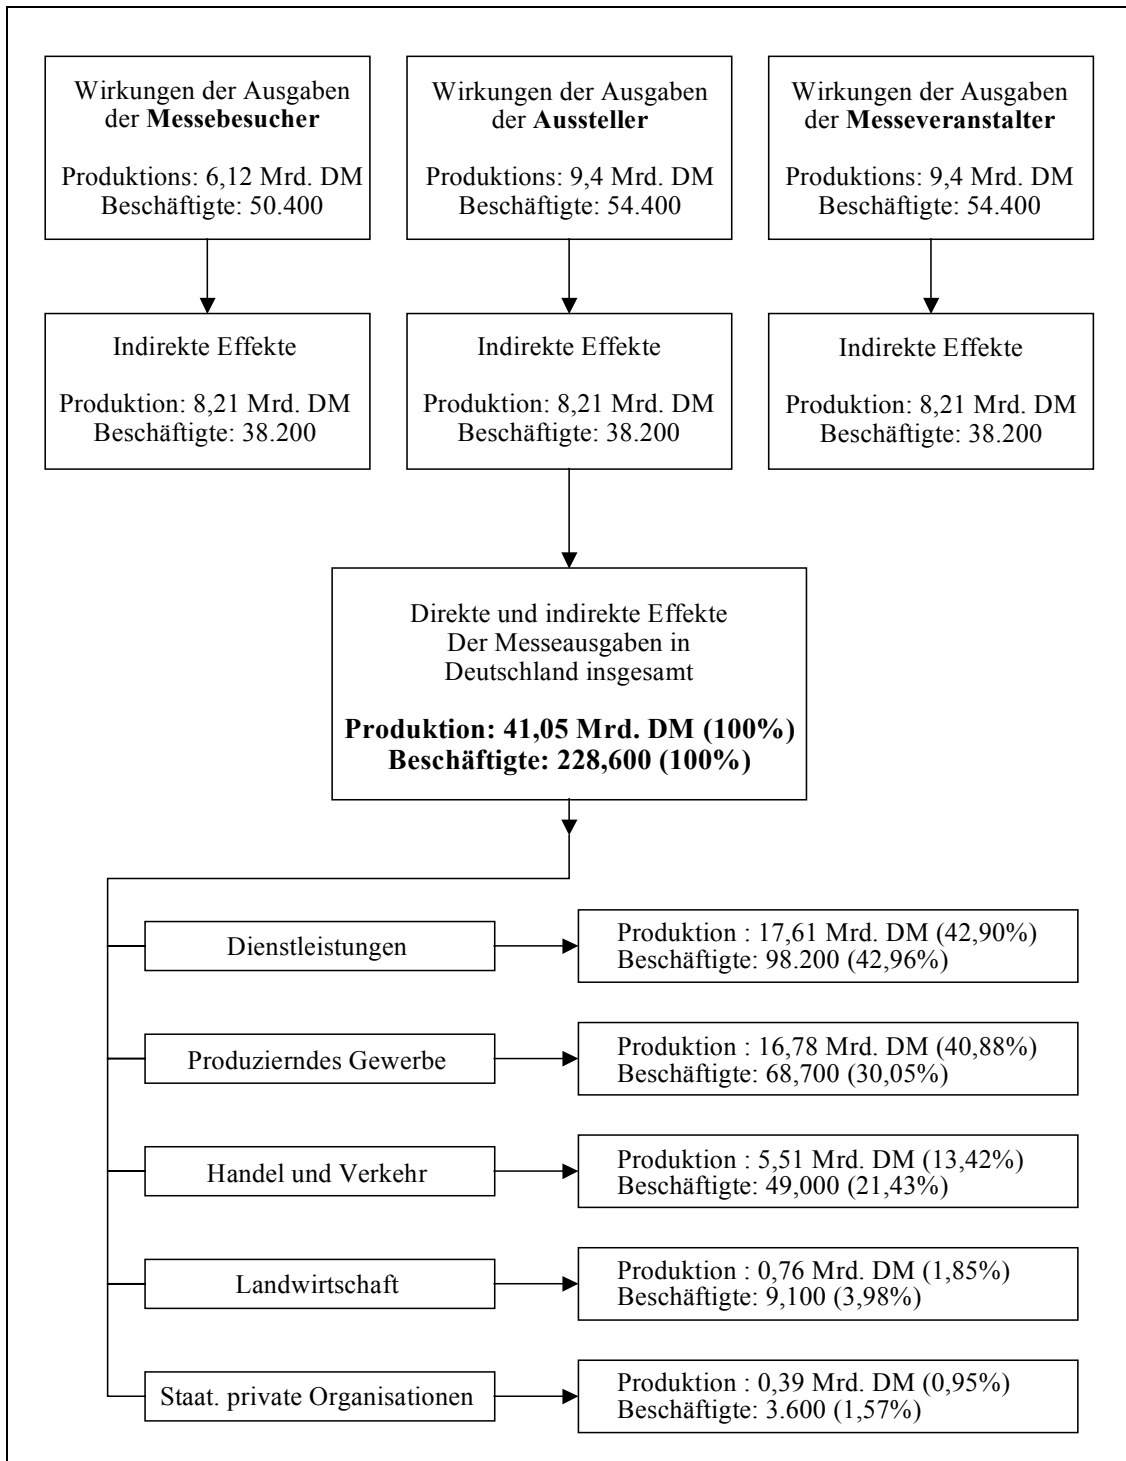 Wirkungen der Ausgaben
der Messebesucher
Produktions: 6,12 Mrd. DM
Beschäftigte: 50.400
Wirkungen der Ausgaben
der Aussteller
Produktions: 9,4 Mrd. DM
Beschäftigte: 54.400
Wirkungen der Ausgaben
der Messeveranstalter
Produktions: 9,4 Mrd. DM
Beschäftigte: 54.400
Indirekte Effekte
Produktion: 8,21 Mrd. DM
Beschäftigte: 38.200
Indirekte Effekte
Produktion: 8,21 Mrd. DM
Beschäftigte: 38.200
Indirekte Effekte
Produktion: 8,21 Mrd. DM
Beschäftigte: 38.200
Direkte und indirekte Effekte
Der Messeausgaben in
Deutschland insgesamt
Produktion: 41,05 Mrd. DM (100%)
Beschäftigte: 228,600 (100%)
Dienstleistungen
Produktion : 17,61 Mrd. DM (42,90%)
Beschäftigte: 98.200 (42,96%)
Produzierndes Gewerbe
Produktion : 16,78 Mrd. DM (40,88%)
Beschäftigte: 68,700 (30,05%)
Handel und Verkehr
Produktion : 5,51 Mrd. DM (13,42%)
Beschäftigte: 49,000 (21,43%)
Landwirtschaft
Produktion : 0,76 Mrd. DM (1,85%)
Beschäftigte: 9,100 (3,98%)
Staat. private Organisationen
Produktion : 0,39 Mrd. DM (0,95%)
Beschäftigte: 3.600 (1,57%)